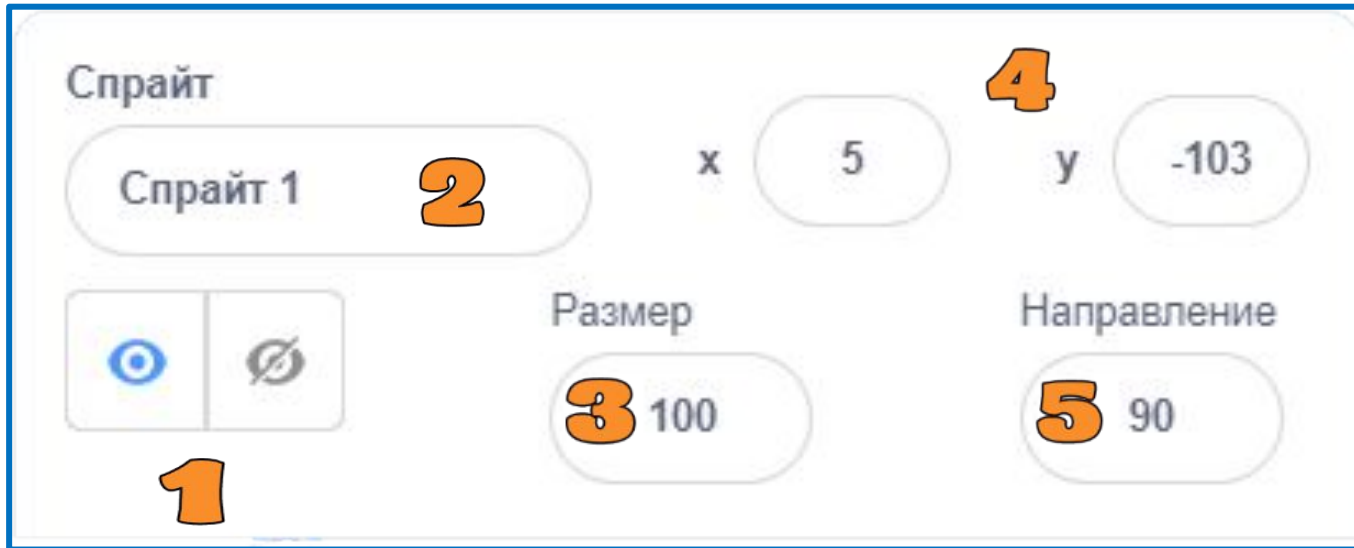 Спрайт
4
Спрайт 1 2
x 5 y -103
Размер
Направление
3 100
5 90
1